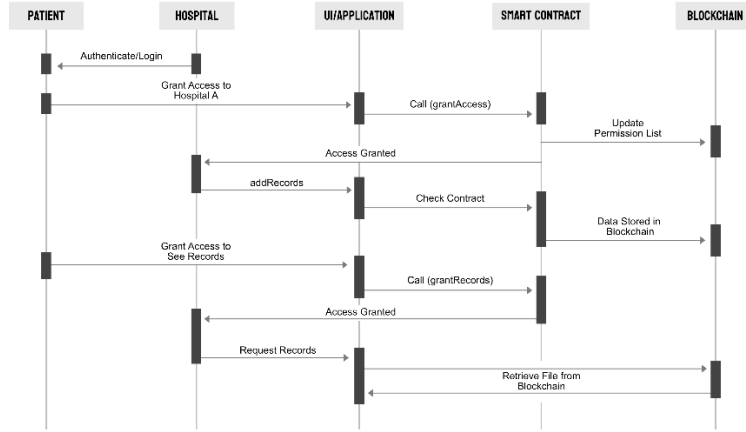 PATIENT
HOSPITAL
UI/APPLICATION
SMART CONTRACT
BLOCKCHAIN
Authenticate/Login
Grant Access to
Hospital A
Call (grantAccess)
Update
Permission List
Access Granted
addRecords
Check Contract
Data Stored in
Blockchain
Grant Access to
See Records
Call (grantRecords)
Access Granted
Request Records
Retrieve File from
Blockchain